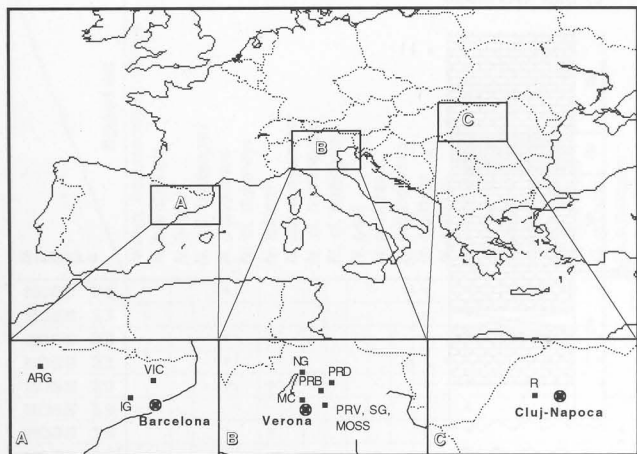 A
B
C
ARG
VIC
IG
Barcelona
A
NG
PRD
PRB
MC
Verona
PRV, SG,
MOSS
B
R
Cluj-Napoca
C